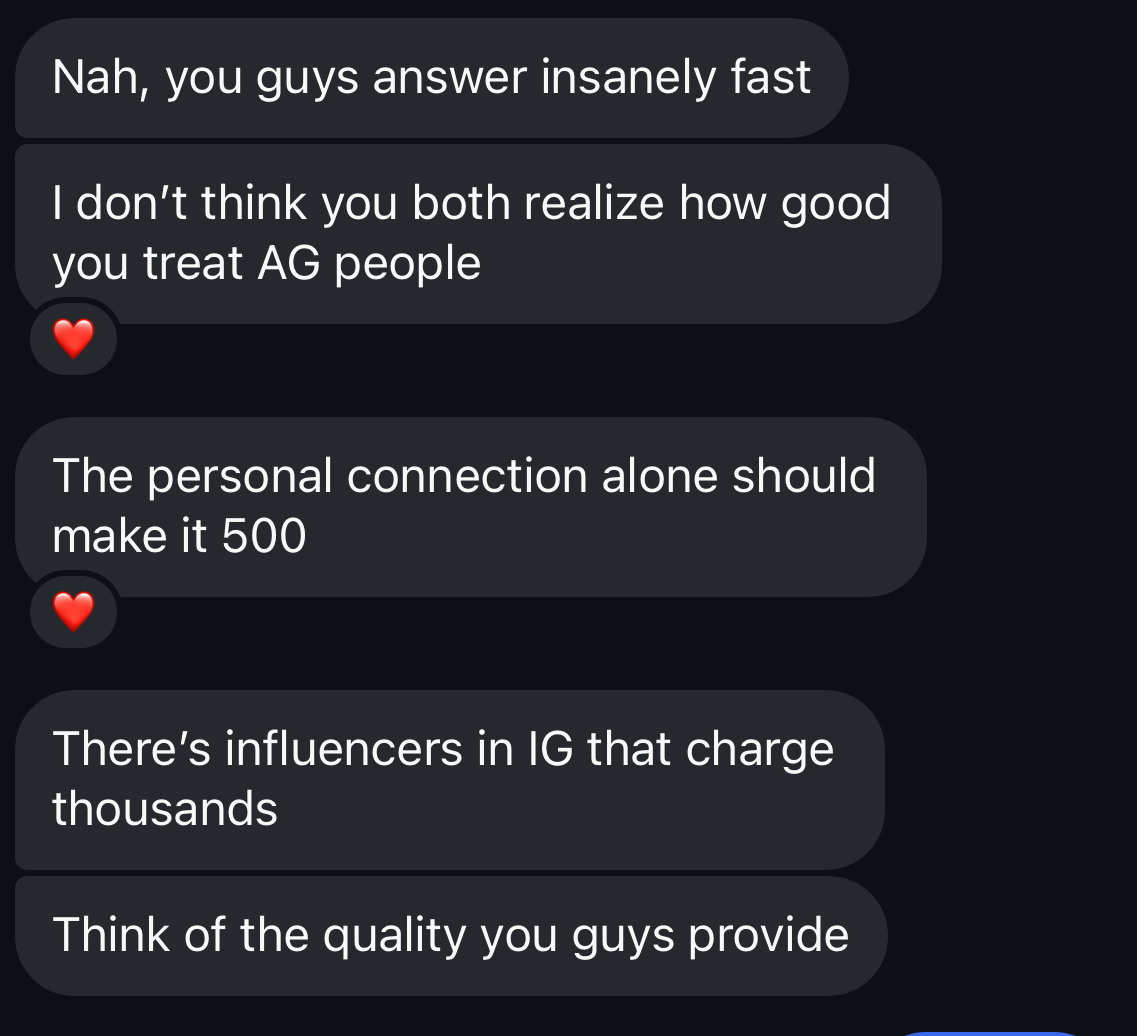 Nah, you guys answer insanely fast
I don’t think you both realize how good
you treat AG people
The personal connection alone should
make it 500
There’s influencers in IG that charge
thousands
Think of the quality you guys provide